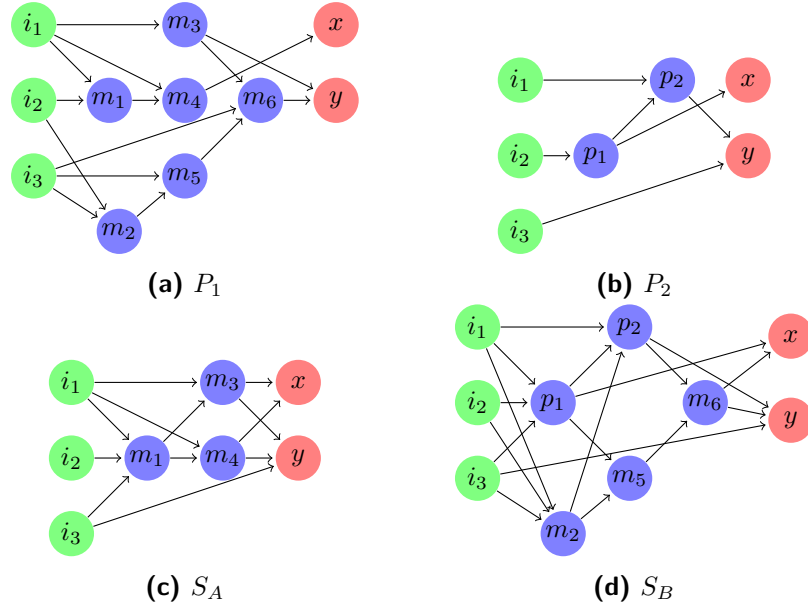 i1 m3 x
i2 m1 m4 m6 y
i3 m5
m2
(a) P1
i1 p2 x
i2 p1 y
i3
(b) P2
i1 m3 x
i2 m1 m4 y
i3
(c) SA
i1 p2 x
i2 p1 m6 y
i3 m5
m2
(d) SB